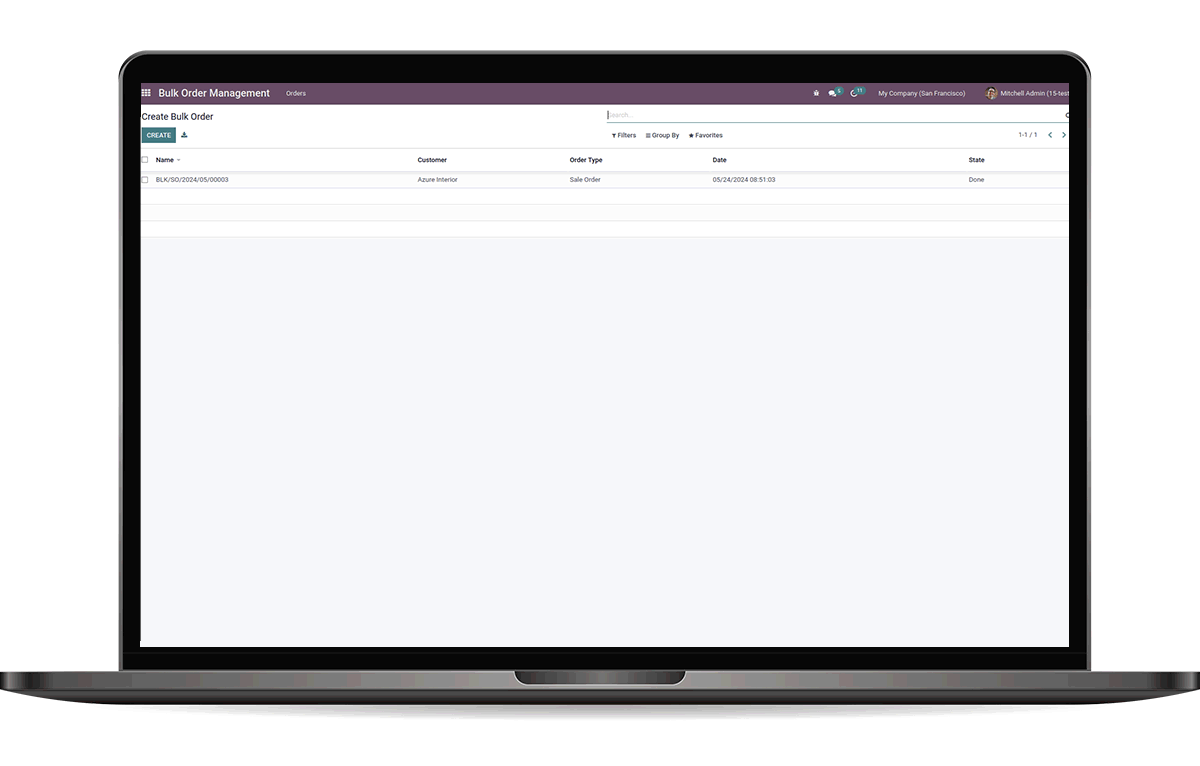 Bulk Order Management Orders 5 11 My Company (San Francisco) Mitchell Admin (15-test
Create Bulk Order Search...
CREATE Filters Group By Favorites 1-1 / 1
Name Customer Order Type Date State
BLK/SO/2024/05/00003 Azure Interior Sale Order 05/24/2024 08:51:03 Done